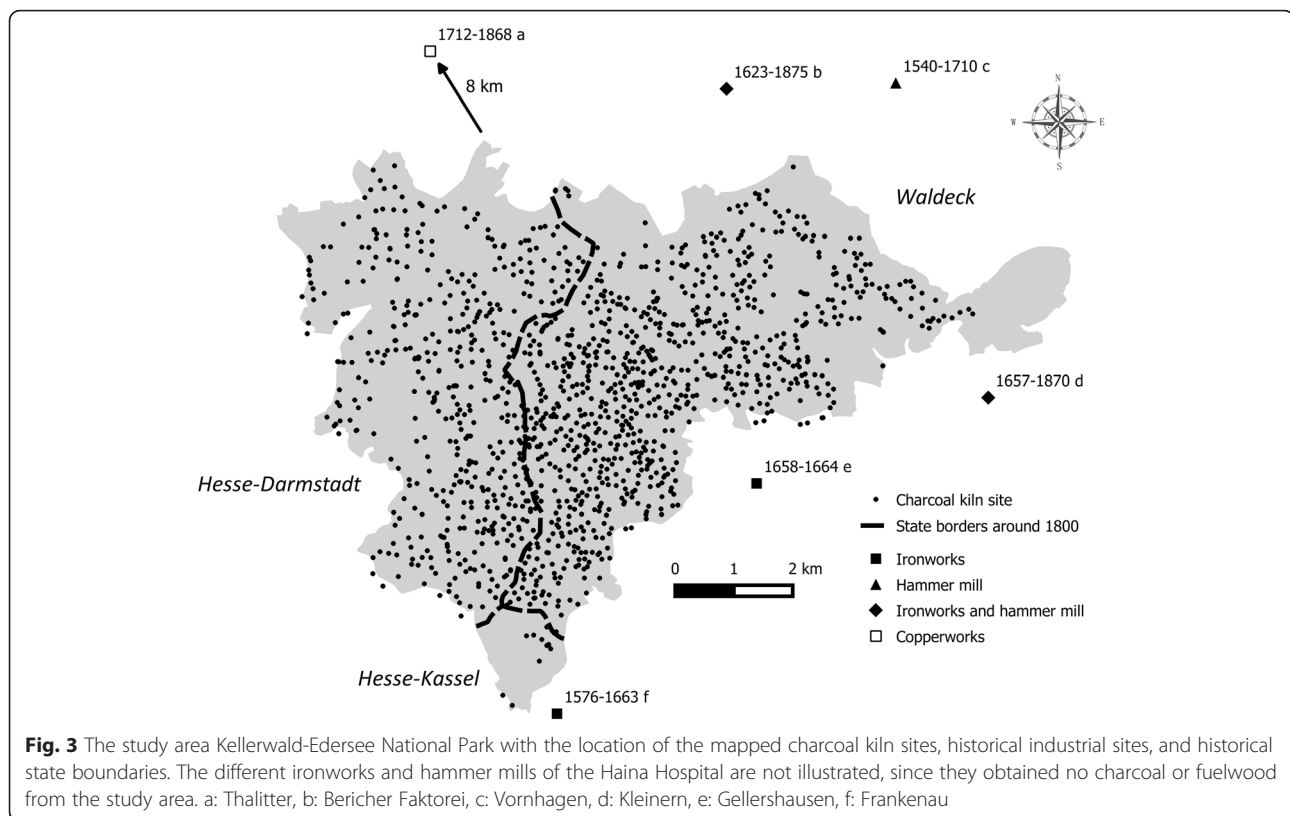 1712-1868 a
8 km
1623-1875 b
1540-1710 c
N
W
E
S
Waldeck
1657-1870 d
Hesse-Darmstadt
1658-1664 e
Charcoal kiln site
State borders around 1800
0 1 2 km
Ironworks
Hammer mill
Ironworks and hammer mill
Copperworks
Hesse-Kassel
1576-1663 f
Fig. 3 The study area Kellerwald-Edersee National Park with the location of the mapped charcoal kiln sites, historical industrial sites, and historical
state boundaries. The different ironworks and hammer mills of the Haina Hospital are not illustrated, since they obtained no charcoal or fuelwood
from the study area. a: Thalitter, b: Bericher Faktorei, c: Vornhagen, d: Kleinern, e: Gellershausen, f: Frankenau